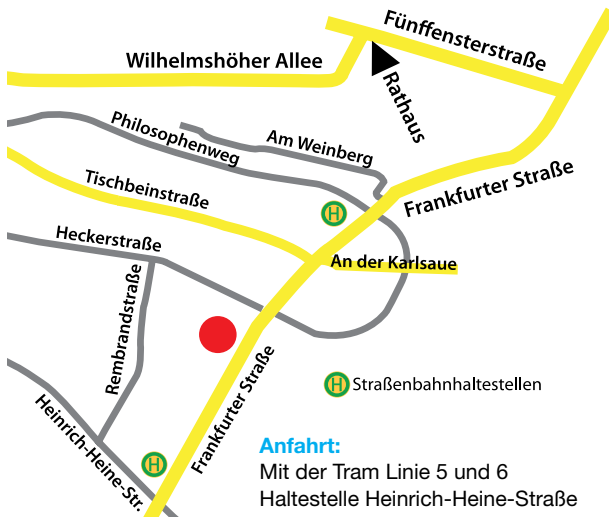 Fünffensterstraße
Wilhelmshöher Allee
Rathaus
Philosophenweg
Am Weinberg
Frankfurter Straße
Tischbeinstraße
H
Heckerstraße
An der Karlsaue
Rembrandstraße
Frankfurter Straße
H Straßenbahnhaltestellen
Heinrich-Heine-Str.
H
Anfahrt:
Mit der Tram Linie 5 und 6
Haltestelle Heinrich-Heine-Straße